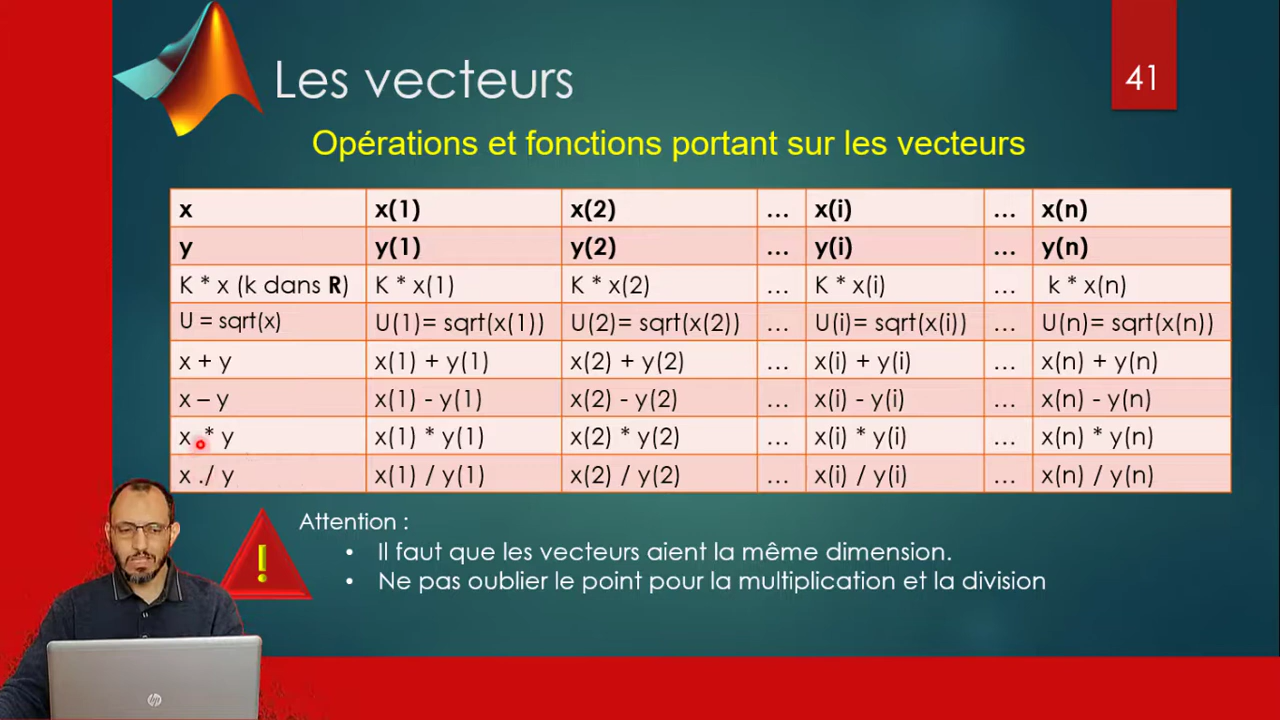 Les vecteurs
41
Opérations et fonctions portant sur les vecteurs
x x(1) x(2) … x(i) … x(n)
y y(1) y(2) … y(i) … y(n)
K * x (k dans R) K * x(1) K * x(2) … K * x(i) … k * x(n)
U = sqrt(x) U(1)= sqrt(x(1)) U(2)= sqrt(x(2)) … U(i)= sqrt(x(i)) … U(n)= sqrt(x(n))
x + y x(1) + y(1) x(2) + y(2) … x(i) + y(i) … x(n) + y(n)
x – y x(1) - y(1) x(2) - y(2) … x(i) - y(i) … x(n) - y(n)
x .* y x(1) * y(1) x(2) * y(2) … x(i) * y(i) … x(n) * y(n)
x ./ y x(1) / y(1) x(2) / y(2) … x(i) / y(i) … x(n) / y(n)
!
Attention :
• Il faut que les vecteurs aient la même dimension.
• Ne pas oublier le point pour la multiplication et la division
hp